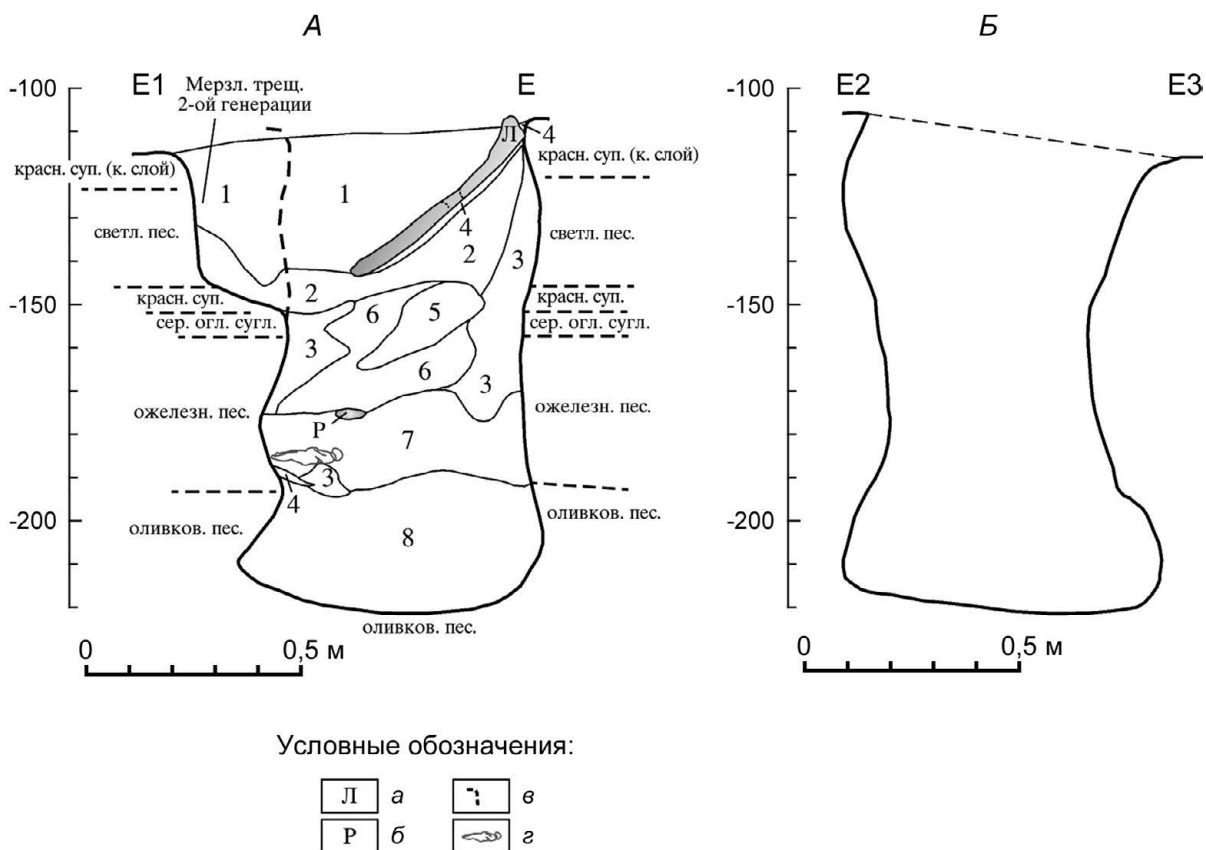 А
Б
-100
Е1
Мерзл. трещ.
2-ой генерации
Е
Л
4
красн. суп. (к. слой)
красн. суп. (к. слой)
1
1
4
светл. пес.
2
3
светл. пес.
-150
красн. суп.
2
6
5
красн. суп.
сер. огл. сугл.
3
сер. огл. сугл.
6
3
ожелезн. пес.
Р
7
ожелезн. пес.
3
4
-200
оливков. пес.
8
оливков. пес.
оливков. пес.
0
0,5 м
-100
Е2
Е3
-150
-200
0
0,5 м
Условные обозначения:
Л а
в
Р б
г